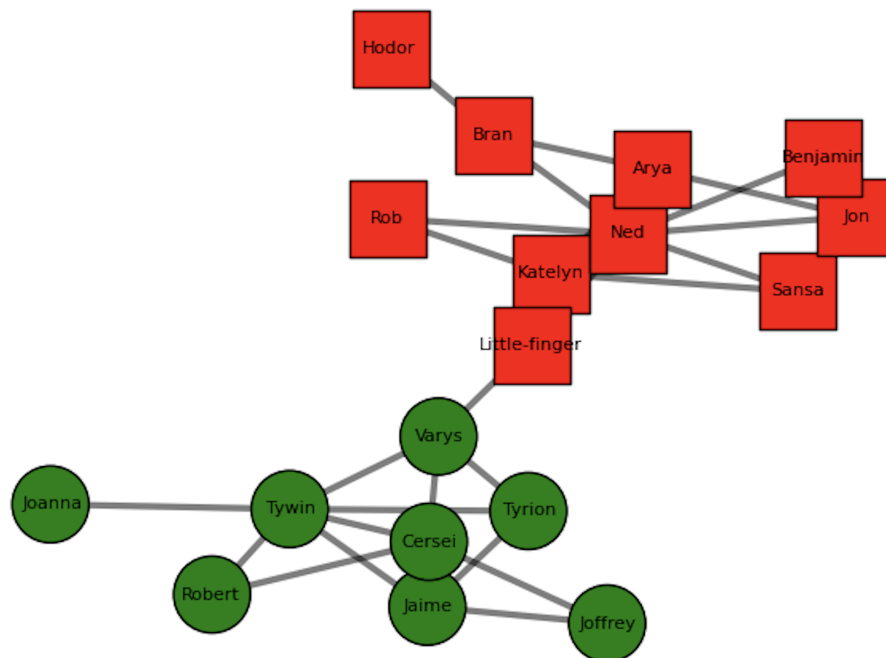 Hodor
Bran
Benjamin
Arya
Rob
Jon
Ned
Katelyn
Sansa
Little-finger
Varys
Joanna
Tywin
Tyrion
Cersei
Robert
Jaime
Joffrey